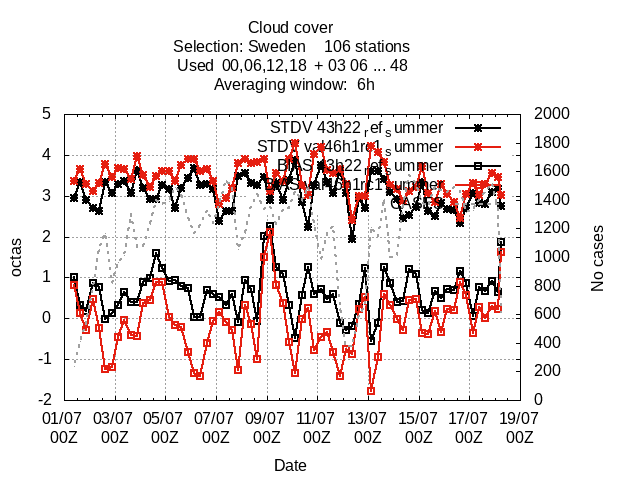 Cloud cover
Selection: Sweden 106 stations
Used 00,06,12,18 + 03 06 ... 48
Averaging window: 6h
STDV 43h22refsummer
summer
summer
5
4
3
2
1
0
-1
-2
2000
1800
1600
1400
1200
1000
800
600
400
200
0
octas
No cases
01/07 03/07 05/07 07/07 09/07 11/07 13/07 15/07 17/07 19/07
00Z 00Z 00Z 00Z 00Z 00Z 00Z 00Z 00Z 00Z
Date